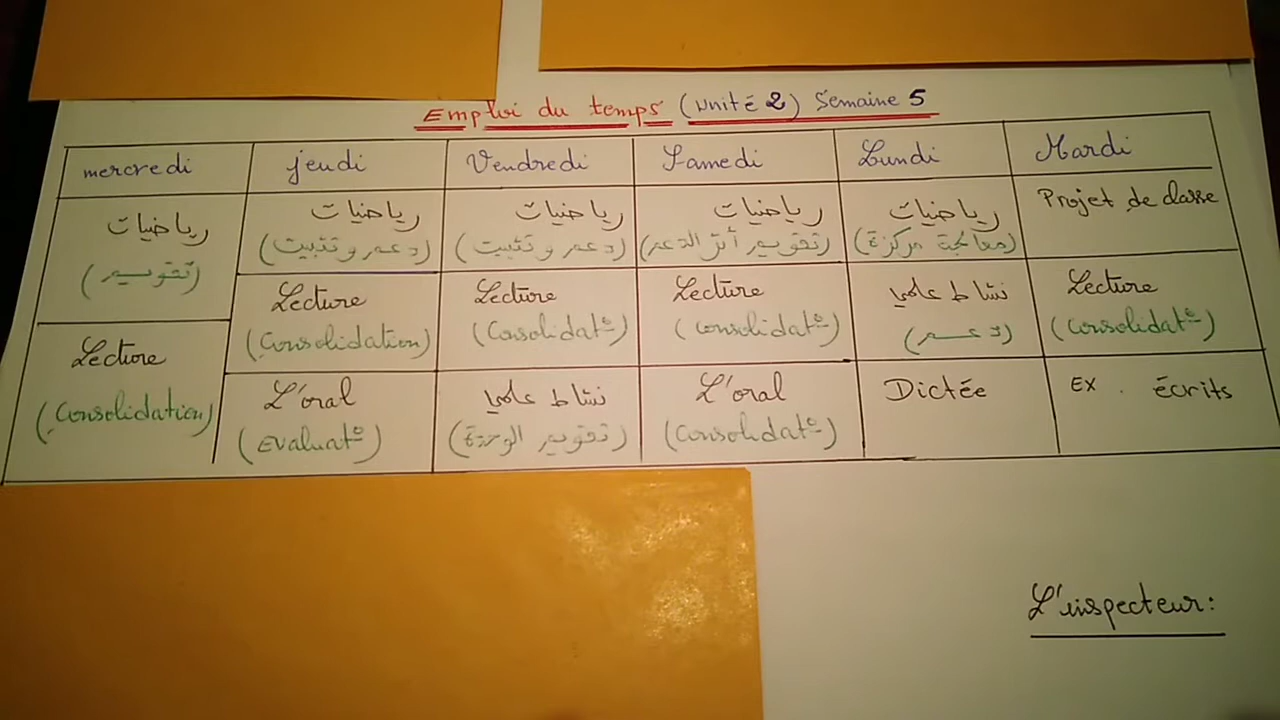 Emploi du temps (Unité 2) Semaine 5
mercredi jeudi Vendredi Samedi Lundi Mardi
رياضيات
(تقويم)
Lecture
(Consolidation)
رياضيات
(دعم وتثبيت)
Lecture
(Consolidation)
L'oral
(Evaluat°)
رياضيات
(دعم وتثبيت)
Lecture
(Consolidat°)
نشاط علمي
(تقويم الوحدة)
رياضيات
(تقويم أثر الدعم)
Lecture
(Consolidat°)
L'oral
(Consolidat°)
رياضيات
(معالجة مركزة)
نشاط علمي
(دعم)
Dictée
Projet de classe
Lecture
(Consolidat°)
Ex. écrits
L'inspecteur: